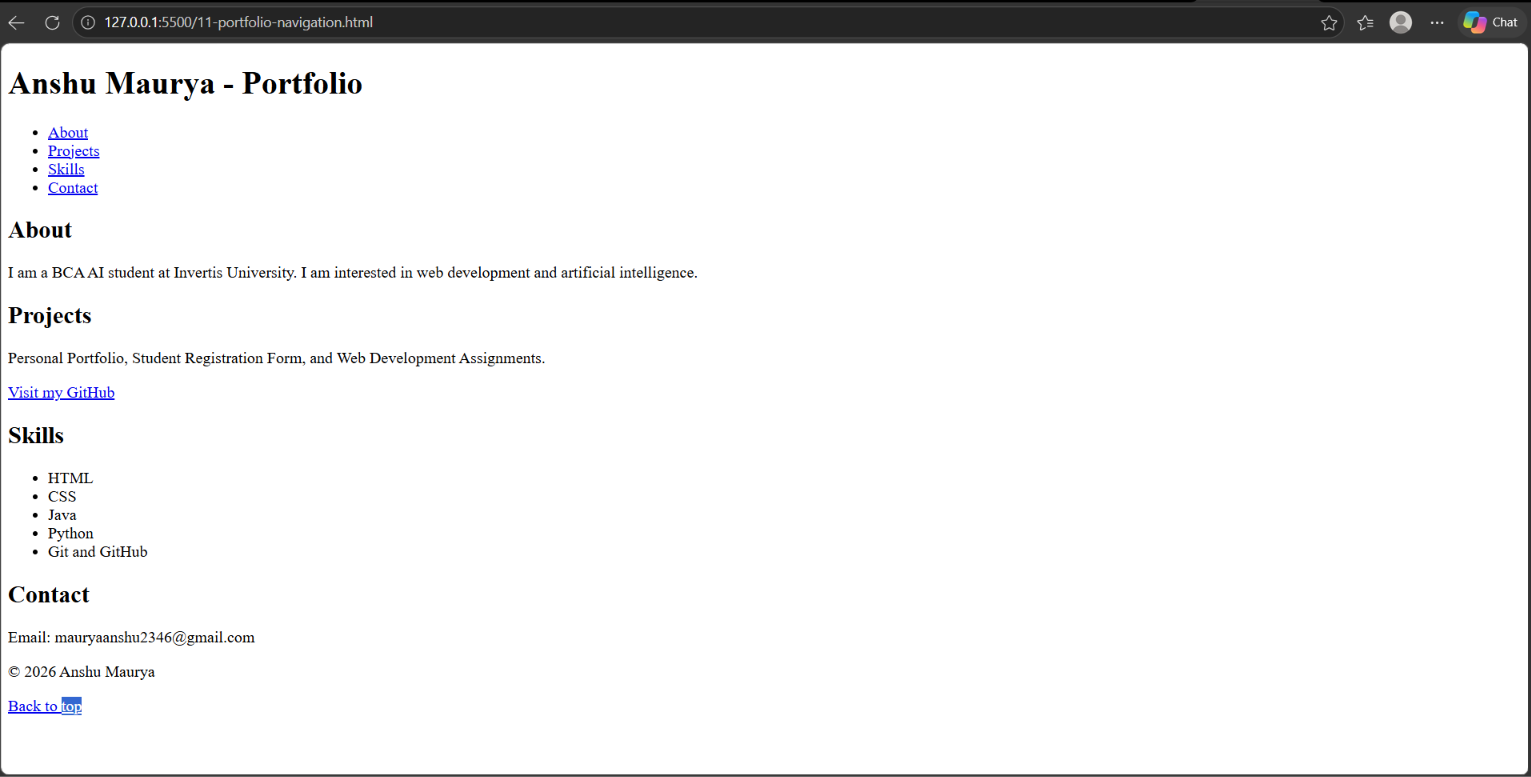 127.0.0.1:5500/11-portfolio-navigation.html
Chat
Anshu Maurya - Portfolio
About
Projects
Skills
Contact
About
I am a BCA AI student at Invertis University. I am interested in web development and artificial intelligence.
Projects
Personal Portfolio, Student Registration Form, and Web Development Assignments.
Visit my GitHub
Skills
HTML
CSS
Java
Python
Git and GitHub
Contact
Email: mauryaanshu2346@gmail.com
© 2026 Anshu Maurya
Back to top